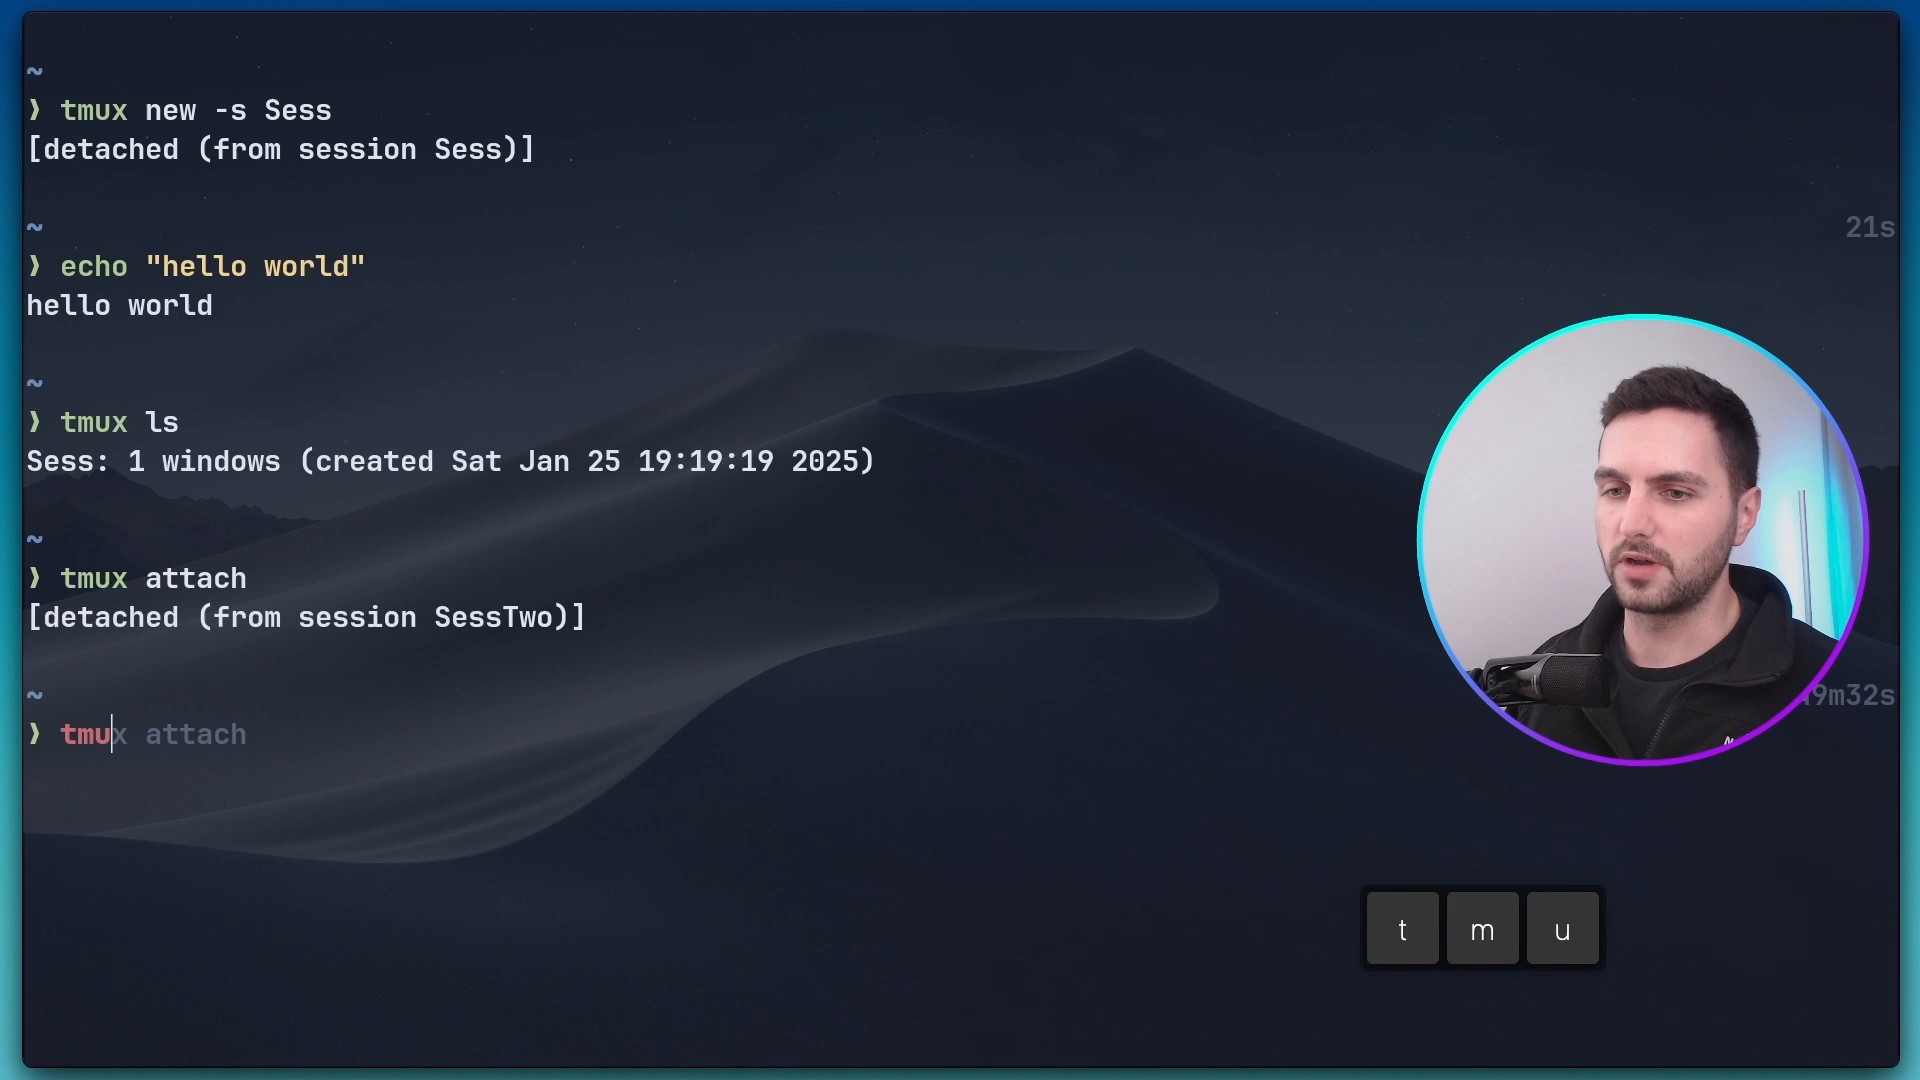 ~
❯ tmux new -s Sess
[detached (from session Sess)]
~
21s
❯ echo "hello world"
hello world
~
❯ tmux ls
Sess: 1 windows (created Sat Jan 25 19:19:19 2025)
~
❯ tmux attach
[detached (from session SessTwo)]
~
9m32s
❯ tmux attach
t m u